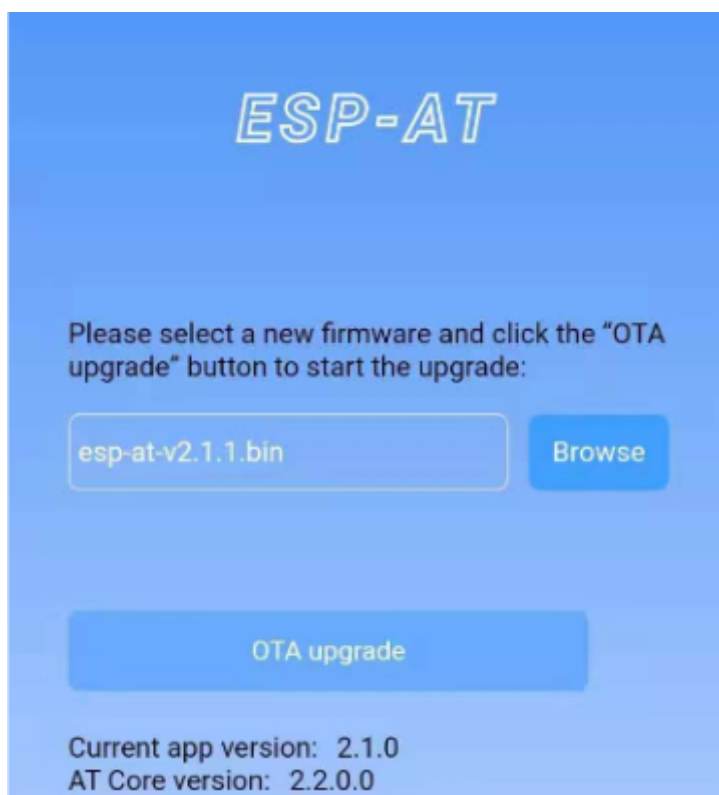 ESP-AT
Please select a new firmware and click the “OTA
upgrade” button to start the upgrade:
esp-at-v2.1.1.bin
Browse
OTA upgrade
Current app version: 2.1.0
AT Core version: 2.2.0.0